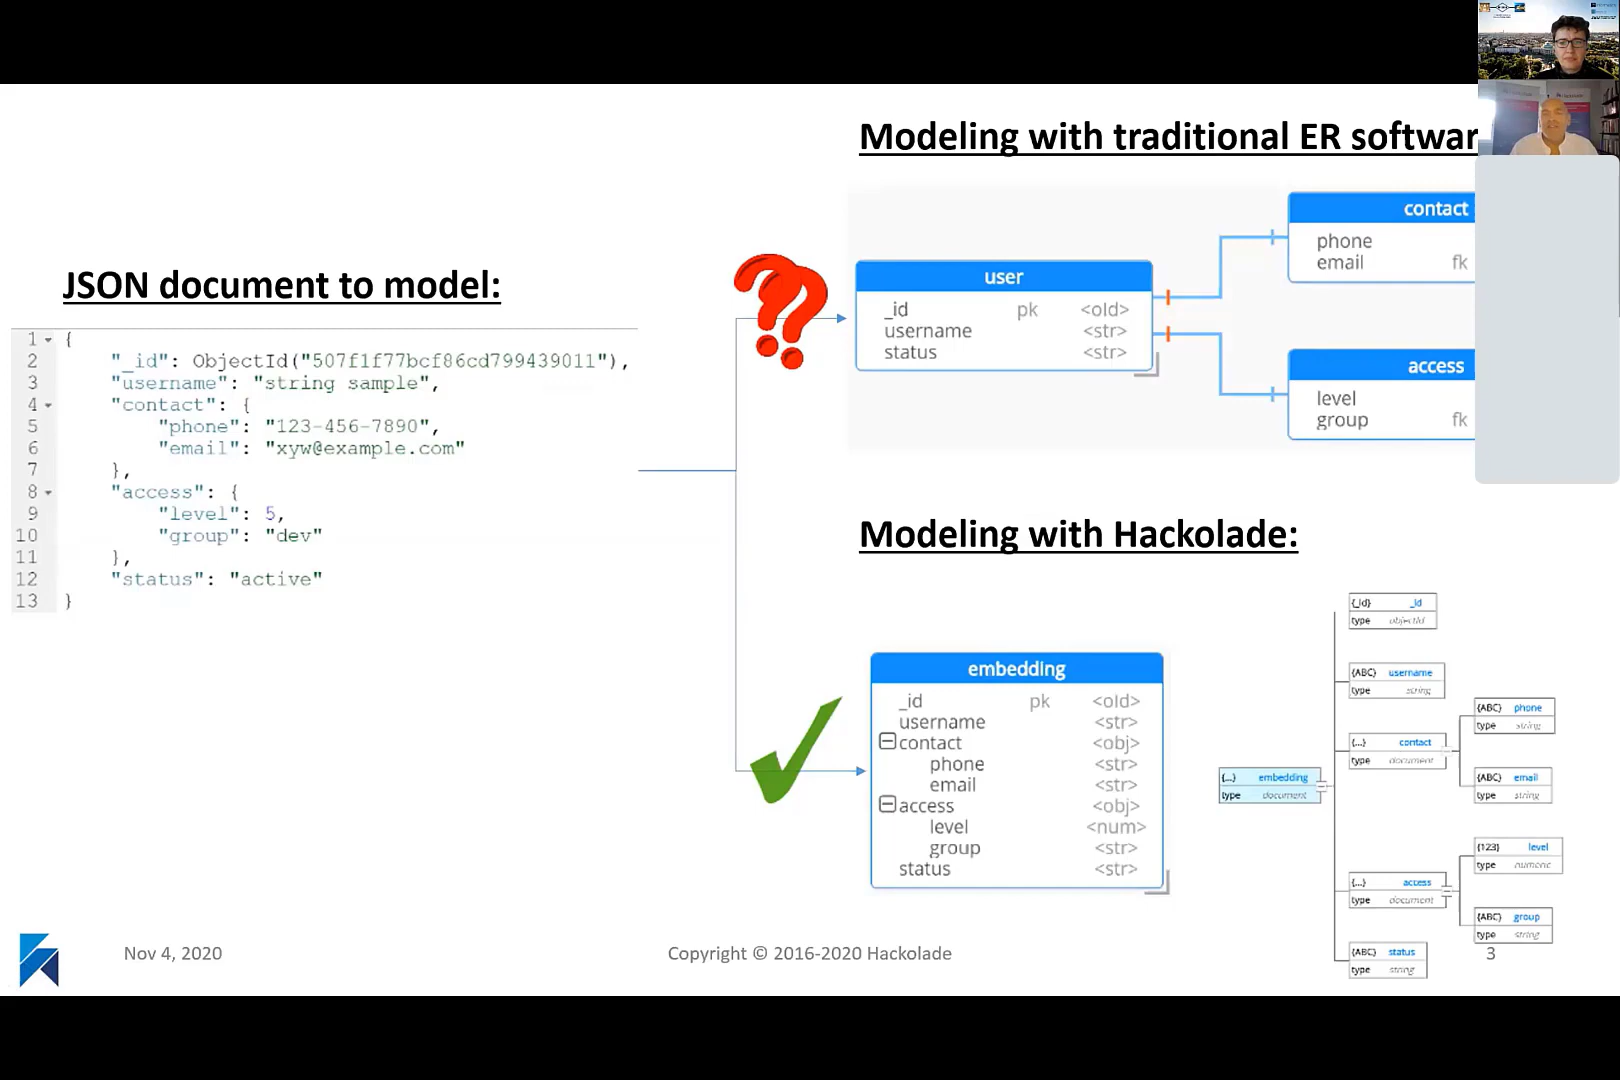 Modeling with traditional ER softwar
JSON document to model:
1 {
2 "_id": ObjectId("507f1f77bcf86cd799439011"),
3 "username": "string sample",
4 "contact": {
5 "phone": "123-456-7890",
6 "email": "xyw@example.com"
7 },
8 "access": {
9 "level": 5,
10 "group": "dev"
11 },
12 "status": "active"
13 }
??
user
_id pk <old>
username <str>
status <str>
contact
phone
email fk
access
level
group fk
Modeling with Hackolade:
embedding
_id pk <old>
username <str>
contact <obj>
phone <str>
email <str>
access <obj>
level <num>
group <str>
status <str>
{...} embedding
type document
{_id} _id
type objectId
{ABC} username
type string
{...} contact
type document
{ABC} phone
type string
{ABC} email
type string
{...} access
type document
{123} level
type numeric
{ABC} group
type string
{ABC} status
type string
Nov 4, 2020
Copyright © 2016-2020 Hackolade
3